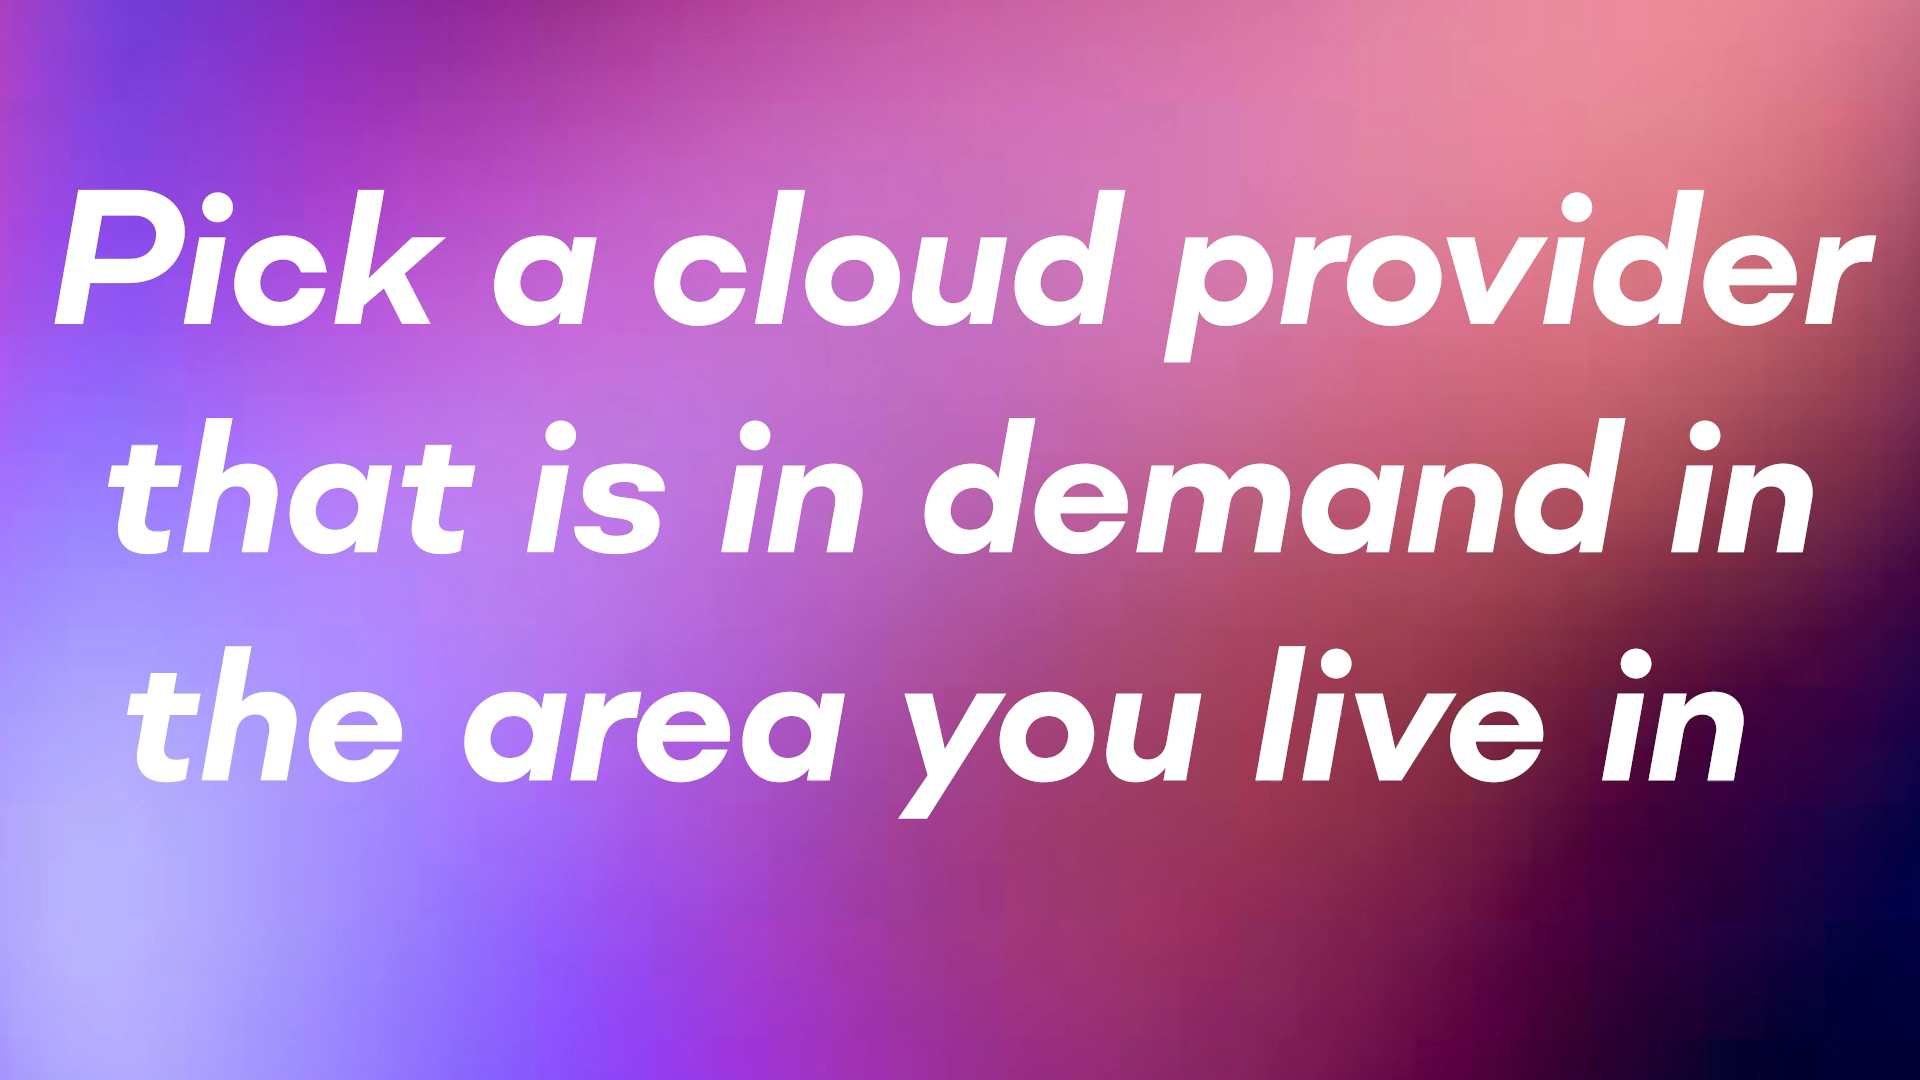 Pick a cloud provider
that is in demand in
the area you live in